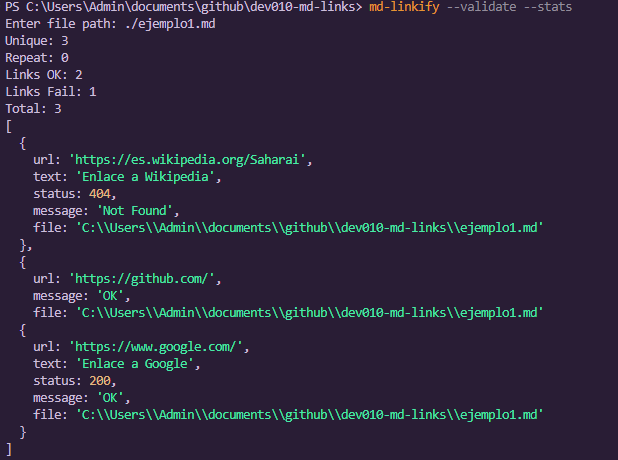 PS C:\Users\Admin\documents\github\dev010-md-links> md-linkify --validate --stats
Enter file path: ./ejemplo1.md
Unique: 3
Repeat: 0
Links OK: 2
Links Fail: 1
Total: 3
[
  {
    url: 'https://es.wikipedia.org/Saharai',
    text: 'Enlace a Wikipedia',
    status: 404,
    message: 'Not Found',
    file: 'C:\\Users\\Admin\\documents\\github\\dev010-md-links\\ejemplo1.md'
  },
  {
    url: 'https://github.com/',
    message: 'OK',
    file: 'C:\\Users\\Admin\\documents\\github\\dev010-md-links\\ejemplo1.md'
  {
    url: 'https://www.google.com/',
    text: 'Enlace a Google',
    status: 200,
    message: 'OK',
    file: 'C:\\Users\\Admin\\documents\\github\\dev010-md-links\\ejemplo1.md'
  }
]